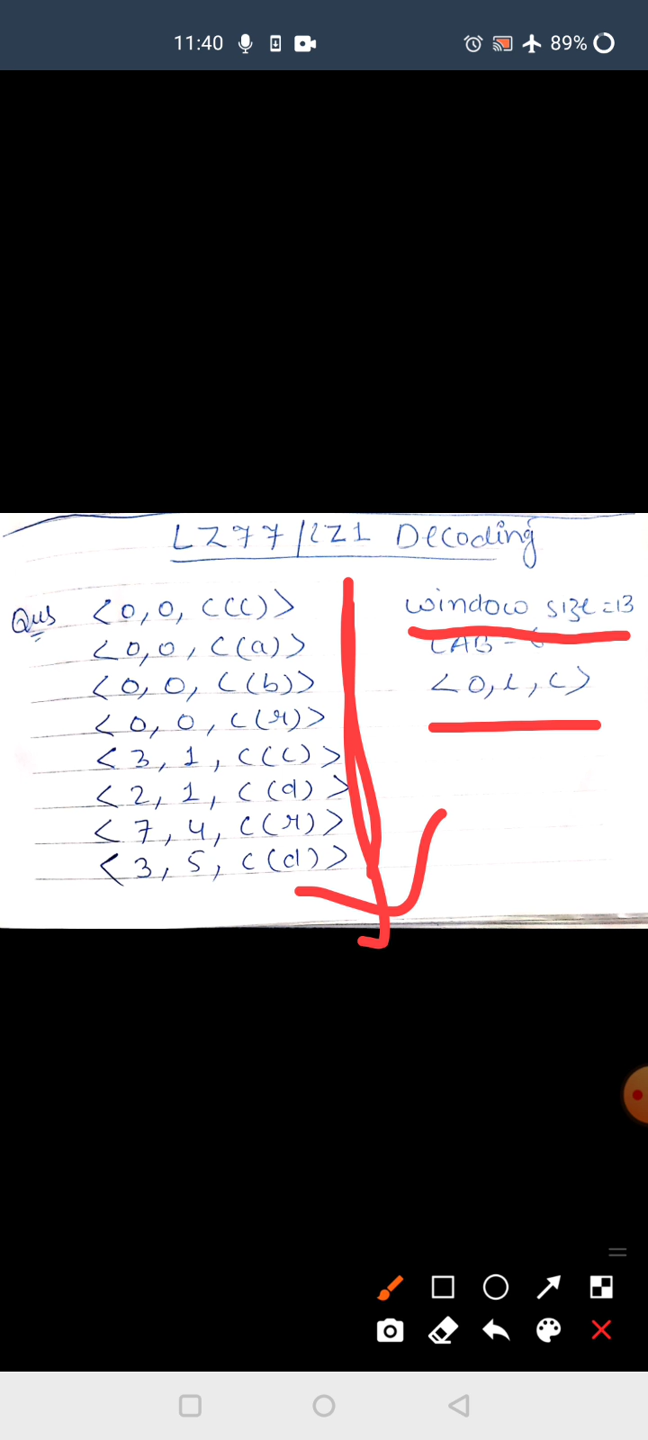 11:40
89%
LZ77/LZ1 Decoding
Qus <0,0, C(C)>
<0,0, C(a)>
<0,0, C(b)>
<0,0, C(r)>
<3,1, C(C)>
<2,1, C(d)>
<7,4, C(r)>
<3,5, C(d)>
window size = 13
LAB =
<O,L,C>